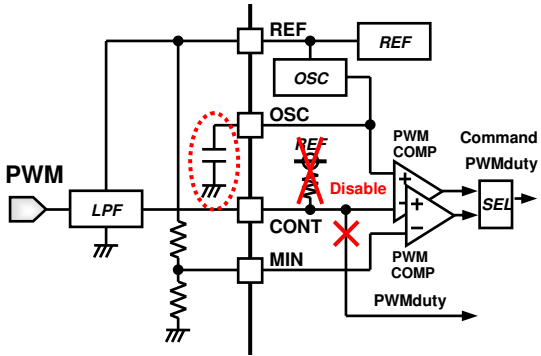 REF
REF
OSC
OSC
PWM
COMP
Command
PWMduty
REF
PWM
Disable
LPF
SEL
CONT
MIN
PWM
COMP
PWMduty